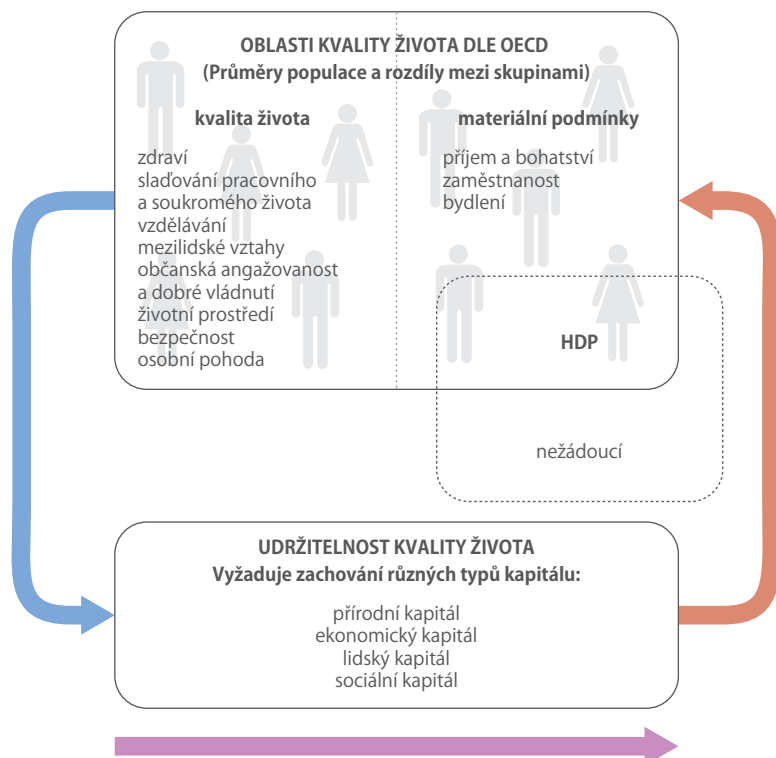 OBLASTI KVALITY ŽIVOTA DLE OECD
(Průměry populace a rozdíly mezi skupinami)
kvalita života
zdraví
slaďování pracovního
a soukromého života
vzdělávání
mezilidské vztahy
občanská angažovanost
a dobré vládnutí
životní prostředí
bezpečnost
osobní pohoda
materiální podmínky
příjem a bohatství
zaměstnanost
bydlení
HDP
nežádoucí
UDRŽITELNOST KVALITY ŽIVOTA
Vyžaduje zachování různých typů kapitálu:
přírodní kapitál
ekonomický kapitál
lidský kapitál
sociální kapitál